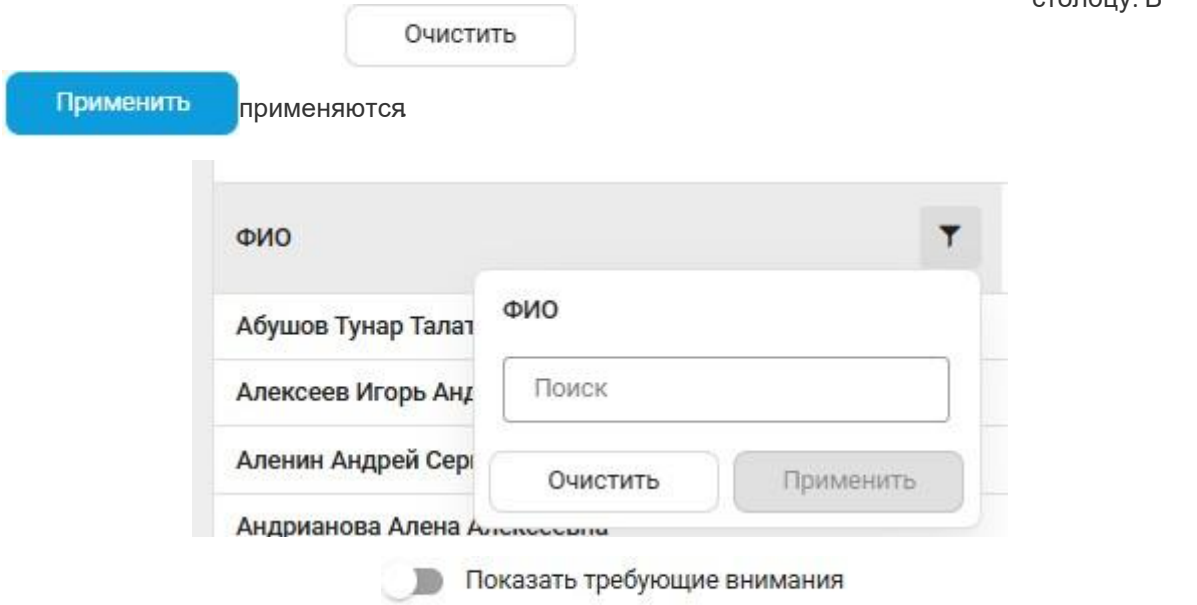 Очистить
Применить применяются
ФИО
ФИО
Абушов Тунар Талат
Поиск
Алексеев Игорь Анд
Аленин Андрей Сер
Очистить Применить
Андрианова Алена
Показать требующие внимания